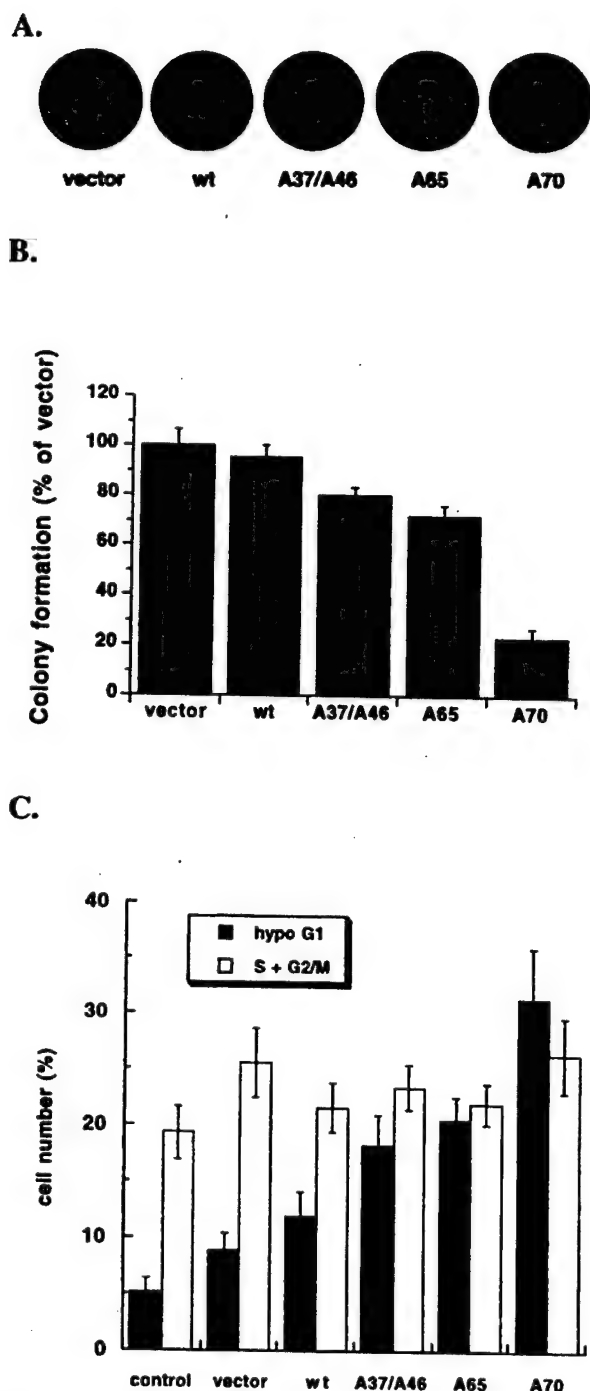 A.
vector wt A37/A46 A65 A70
B.
Colony formation (% of vector)
120
100
80
60
40
20
0
vector wt A37/A46 A65 A70
C.
cell number (%)
40
30
20
10
0
hypo G1
S + G2/M
control vector wt A37/A46 A65 A70